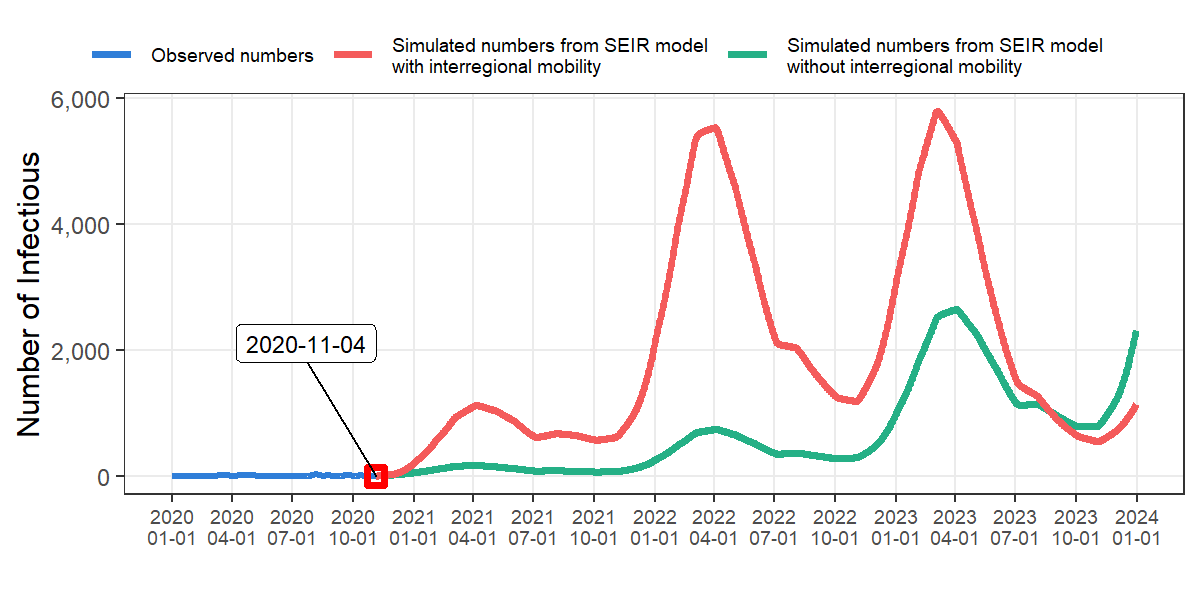 Observed numbers
Simulated numbers from SEIR model
with interregional mobility
Simulated numbers from SEIR model
without interregional mobility
Number of Infectious
6,000
4,000
2,000
0
2020-11-04
2020 2020 2020 2020 2021 2021 2021 2021 2022 2022 2022 2022 2023 2023 2023 2023 2024
01-01 04-01 07-01 10-01 01-01 04-01 07-01 10-01 01-01 04-01 07-01 10-01 01-01 04-01 07-01 10-01 01-01